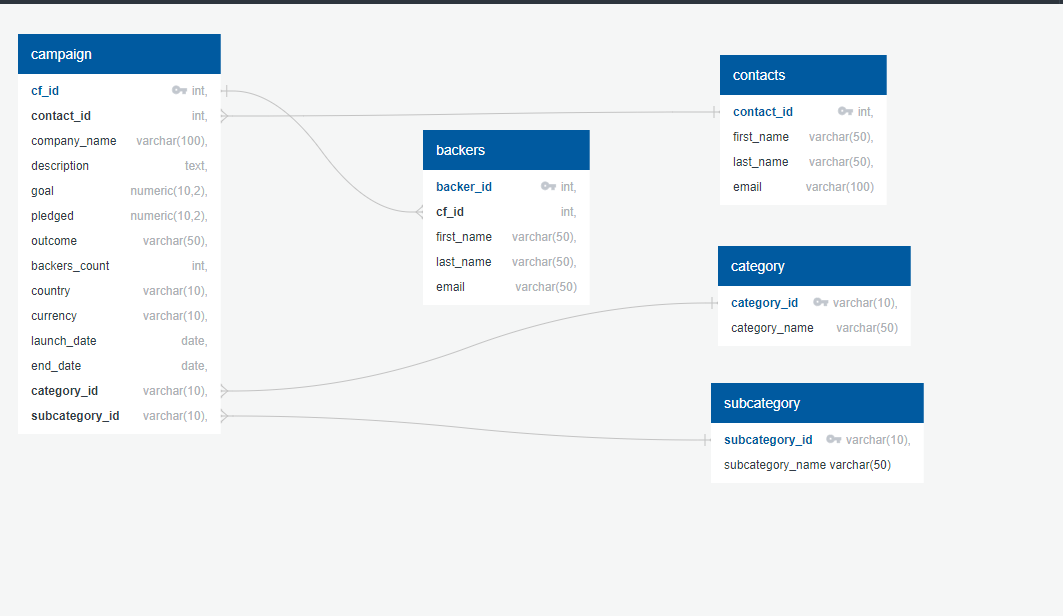 campaign
cf_id int,
contact_id int,
company_name varchar(100),
description text,
goal numeric(10,2),
pledged numeric(10,2),
outcome varchar(50),
backers_count int,
country varchar(10),
currency varchar(10),
launch_date date,
end_date date,
category_id varchar(10),
subcategory_id varchar(10),
backers
backer_id int,
cf_id int,
first_name varchar(50),
last_name varchar(50),
email varchar(50)
contacts
contact_id int,
first_name varchar(50),
last_name varchar(50),
email varchar(100)
category
category_id varchar(10),
category_name varchar(50)
subcategory
subcategory_id varchar(10),
subcategory_name varchar(50)